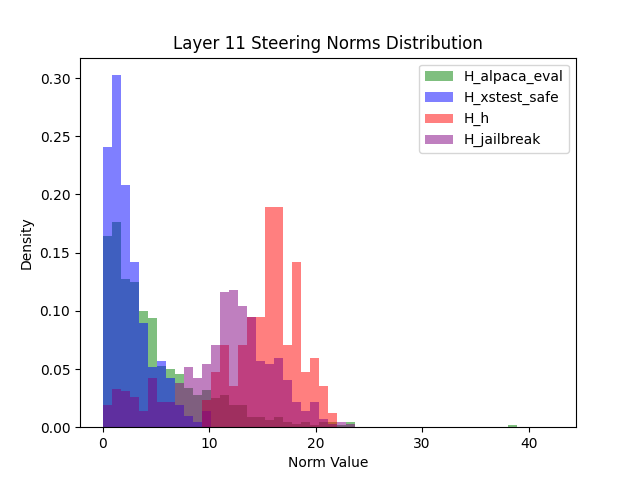 Layer 11 Steering Norms Distribution
H_alpaca_eval
H_xstest_safe
H_h
H_jailbreak
Density
0.30
0.25
0.20
0.15
0.10
0.05
0.00
0
10
20
30
40
Norm Value